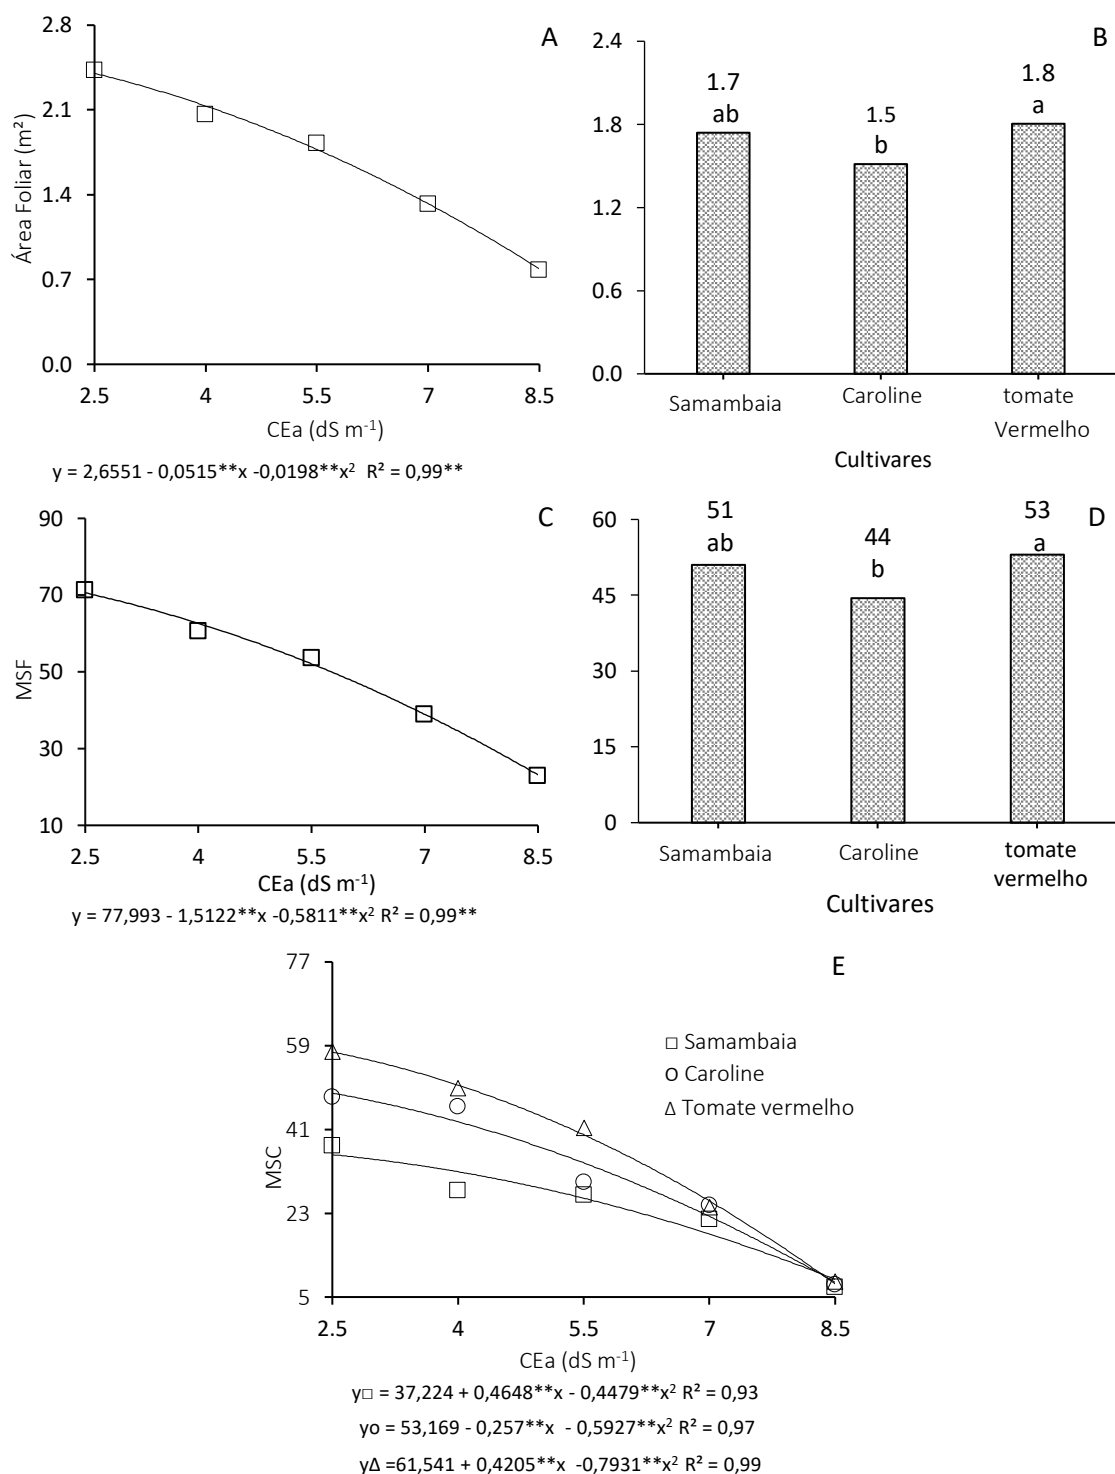 A
2.8
2.1
1.4
0.7
0.0
Área Foliar (m²)
2.5 4 5.5 7 8.5
CEa (dS m⁻¹)
y = 2,6551 - 0,0515**x -0,0198**x² R² = 0,99**
B
2.4
1.8
1.2
0.6
0.0
1.7
ab
1.5
b
1.8
a
Samambaia Caroline tomate
Vermelho
Cultivares
C
90
70
50
30
10
MSF
2.5 4 5.5 7 8.5
CEa (dS m⁻¹)
y = 77,993 - 1,5122**x -0,5811**x² R² = 0,99**
D
60
45
30
15
0
51
ab
44
b
53
a
Samambaia Caroline tomate
vermelho
Cultivares
E
77
59
41
23
5
MSC
□ Samambaia
O Caroline
Δ Tomate vermelho
2.5 4 5.5 7 8.5
CEa (dS m⁻¹)
y□ = 37,224 + 0,4648**x - 0,4479**x² R² = 0,93
yo = 53,169 - 0,257**x - 0,5927**x² R² = 0,97
yΔ =61,541 + 0,4205**x -0,7931**x² R² = 0,99